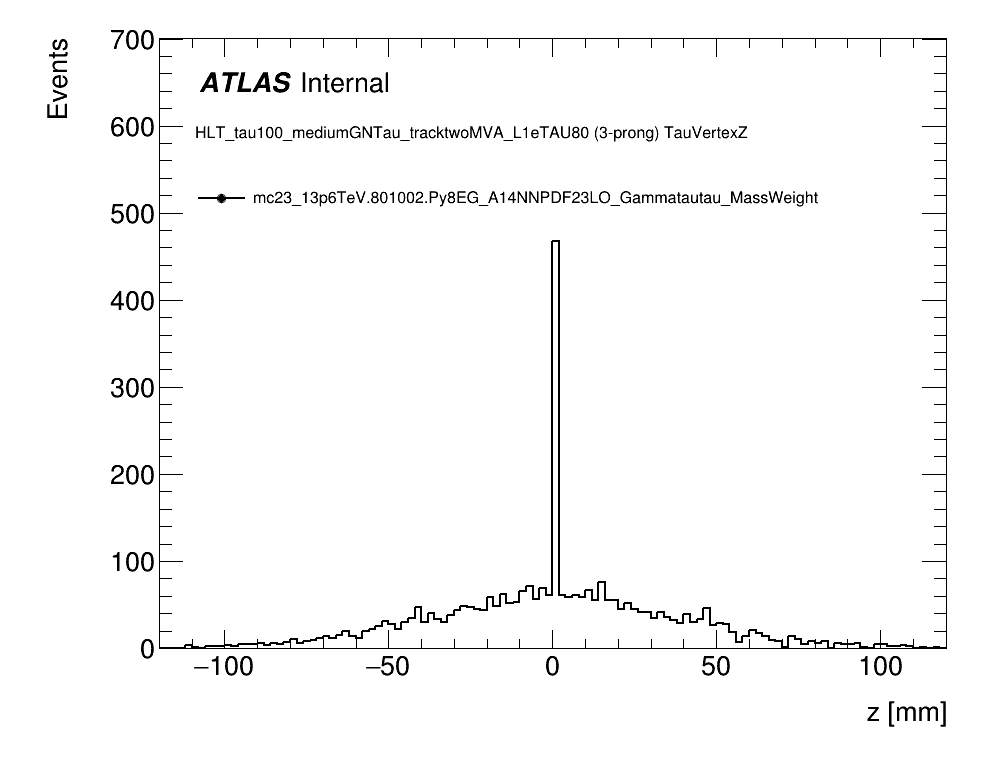 Events
700
600
500
400
300
200
100
0
ATLAS Internal
HLT_tau100_mediumGNTau_tracktwoMVA_L1eTAU80 (3-prong) TauVertexZ
mc23_13p6TeV.801002.Py8EG_A14NNPDF23LO_Gammatautau_MassWeight
−100 −50 0 50 100
z [mm]